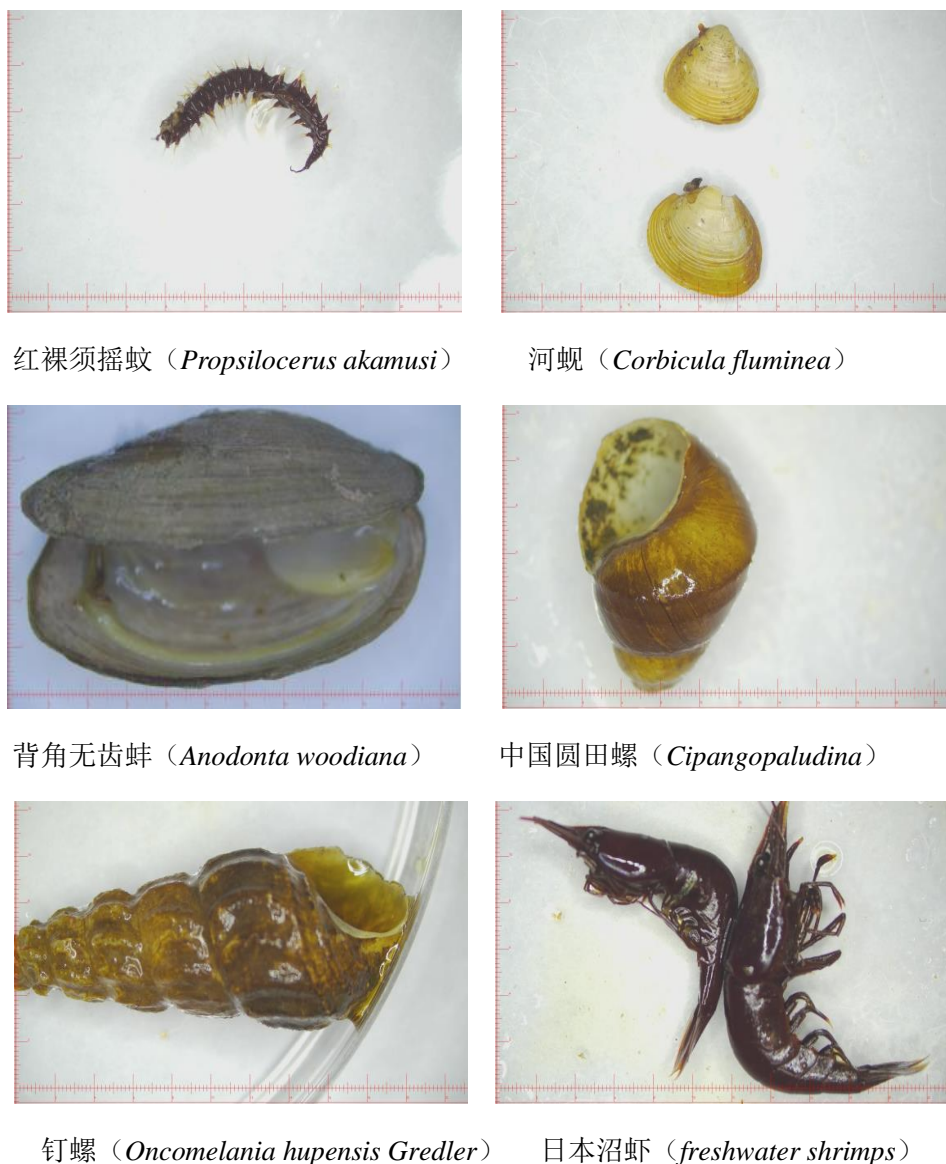 红裸须摇蚊（Propsilocerus akamusi） 河蚬（Corbicula fluminea）
背角无齿蚌（Anodonta woodiana） 中国圆田螺（Cipangopaludina）
钉螺（Oncomelania hupensis Gredler） 日本沼虾（freshwater shrimps）